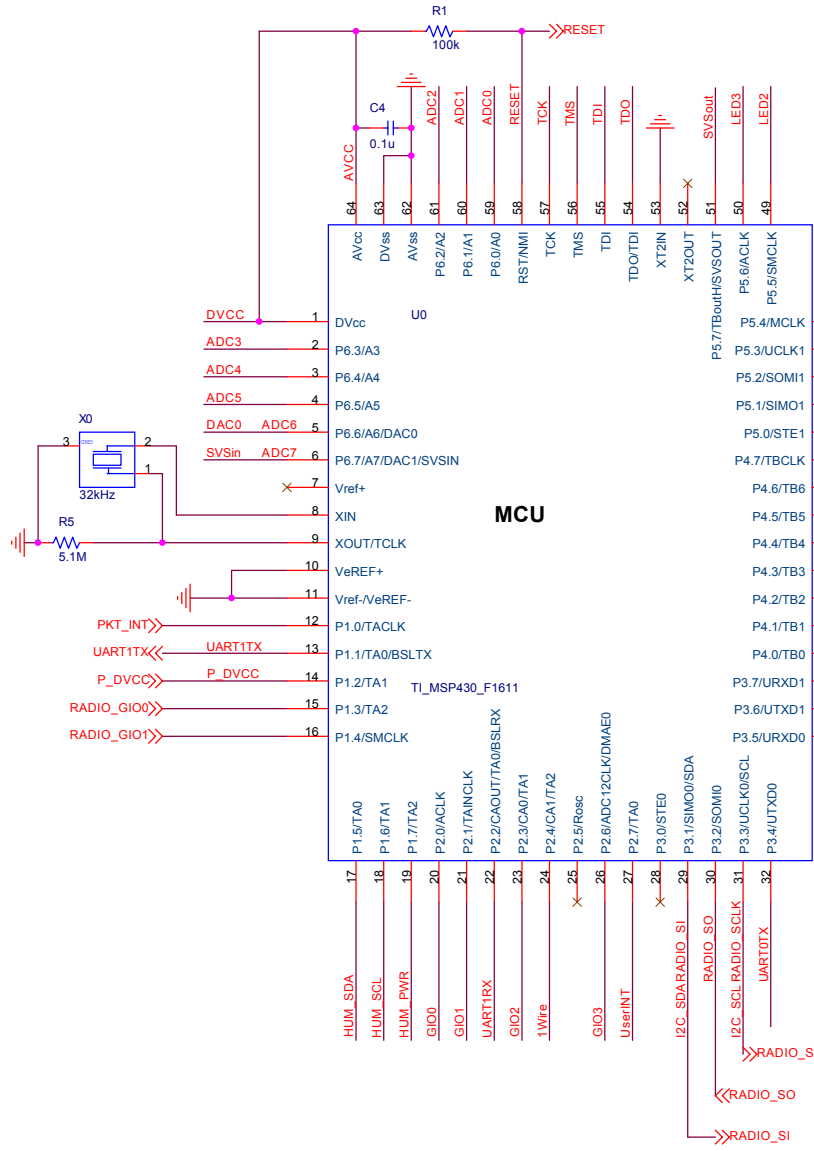 R1
100k
RESET
C4
0.1u
AVCC
ADC2
ADC1
ADC0
RESET
TCK
TMS
TDI
TDO
SVSout
LED3
LED2
64
63
62
61
60
59
58
57
56
55
54
53
52
51
50
49
AVcc
DVss
AVss
P6.2/A2
P6.1/A1
P6.0/A0
RST/NMI
TCK
TMS
TDI
TDO/TDI
XT2IN
XT2OUT
P5.7/TBoutH/SVSOUT
P5.6/ACLK
P5.5/SMCLK
U0
DVCC 1 DVcc
P5.4/MCLK
ADC3 2 P6.3/A3
P5.3/UCLK1
ADC4 3 P6.4/A4
P5.2/SOMI1
ADC5 4 P6.5/A5
P5.1/SIMO1
DAC0 ADC6 5 P6.6/A6/DAC0
P5.0/STE1
SVSin ADC7 6 P6.7/A7/DAC1/SVSIN
P4.7/TBCLK
X0
3
GND
2
1
32kHz
7 Vref+
P4.6/TB6
MCU
8 XIN
P4.5/TB5
R5
5.1M
9 XOUT/TCLK
P4.4/TB4
10 VeREF+
P4.3/TB3
11 Vref-/VeREF-
P4.2/TB2
PKT_INT 12 P1.0/TACLK
P4.1/TB1
UART1TX UART1TX 13 P1.1/TA0/BSLTX
P4.0/TB0
P_DVCC P_DVCC 14 P1.2/TA1
P3.7/URXD1
TI_MSP430_F1611
RADIO_GIO0 15 P1.3/TA2
P3.6/UTXD1
RADIO_GIO1 16 P1.4/SMCLK
P3.5/URXD0
P1.5/TA0
P1.6/TA1
P1.7/TA2
P2.0/ACLK
P2.1/TAINCLK
P2.2/CAOUT/TA0/BSLRX
P2.3/CA0/TA1
P2.4/CA1/TA2
P2.5/Rosc
P2.6/ADC12CLK/DMAE0
P2.7/TA0
P3.0/STE0
P3.1/SIMO0/SDA
P3.2/SOMI0
P3.3/UCLK0/SCL
P3.4/UTXD0
17
18
19
20
21
22
23
24
25
26
27
28
29
30
31
32
HUM_SDA
HUM_SCL
HUM_PWR
GIO0
GIO1
UART1RX
GIO2
1Wire
GIO3
UserINT
I2C_SDA RADIO_SI
RADIO_SO
I2C_SCL RADIO_SCLK
UART0TX
RADIO_S
RADIO_SO
RADIO_SI